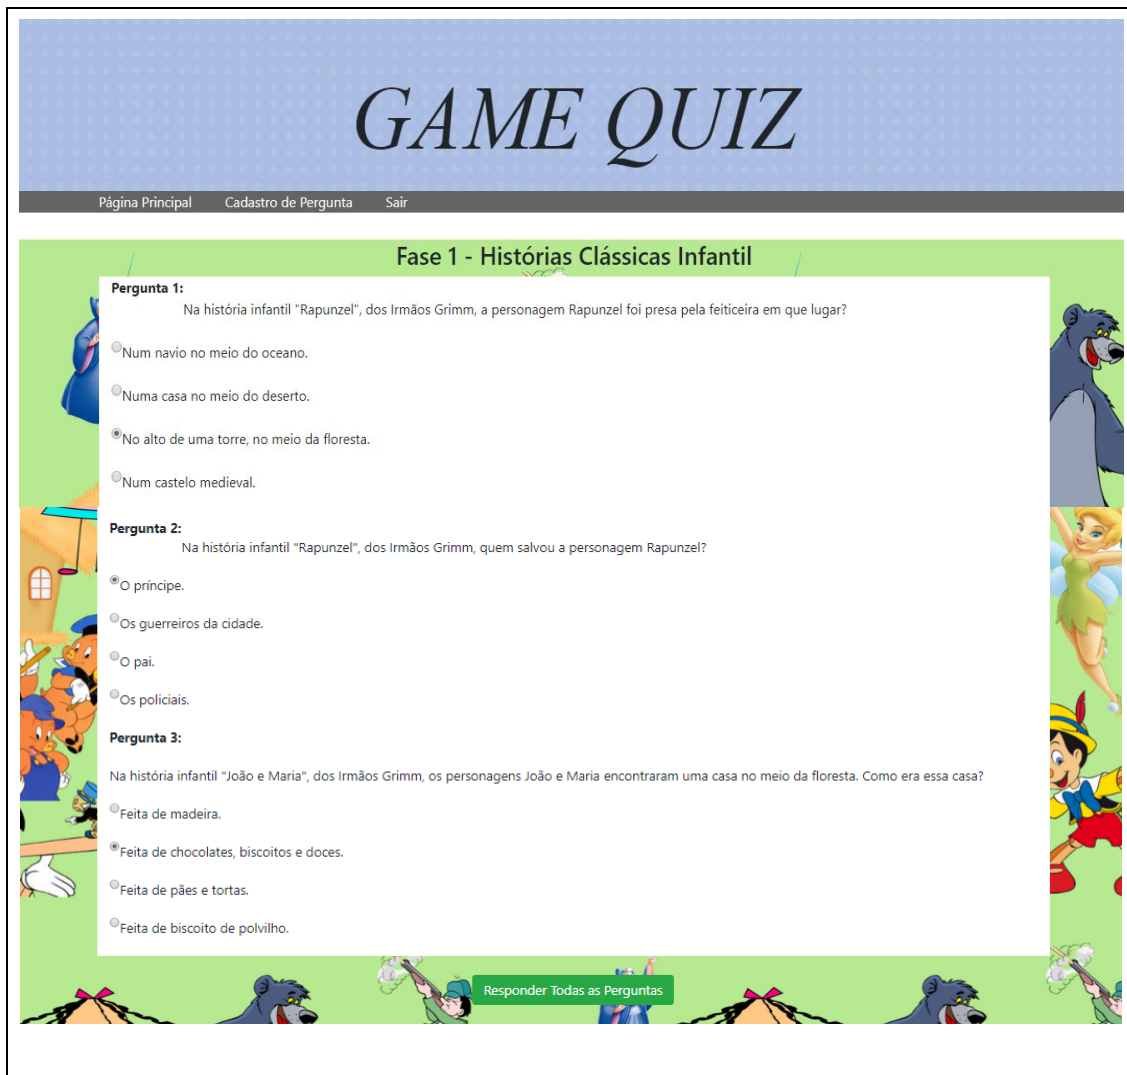 GAME QUIZ
Página Principal Cadastro de Pergunta Sair
Fase 1 - Histórias Clássicas Infantil
Pergunta 1:
Na história infantil "Rapunzel", dos Irmãos Grimm, a personagem Rapunzel foi presa pela feiticeira em que lugar?
Num navio no meio do oceano.
Numa casa no meio do deserto.
No alto de uma torre, no meio da floresta.
Num castelo medieval.
Pergunta 2:
Na história infantil "Rapunzel", dos Irmãos Grimm, quem salvou a personagem Rapunzel?
O príncipe.
Os guerreiros da cidade.
O pai.
Os policiais.
Pergunta 3:
Na história infantil "João e Maria", dos Irmãos Grimm, os personagens João e Maria encontraram uma casa no meio da floresta. Como era essa casa?
Feita de madeira.
Feita de chocolates, biscoitos e doces.
Feita de pães e tortas.
Feita de biscoito de polvilho.
Responder Todas as Perguntas